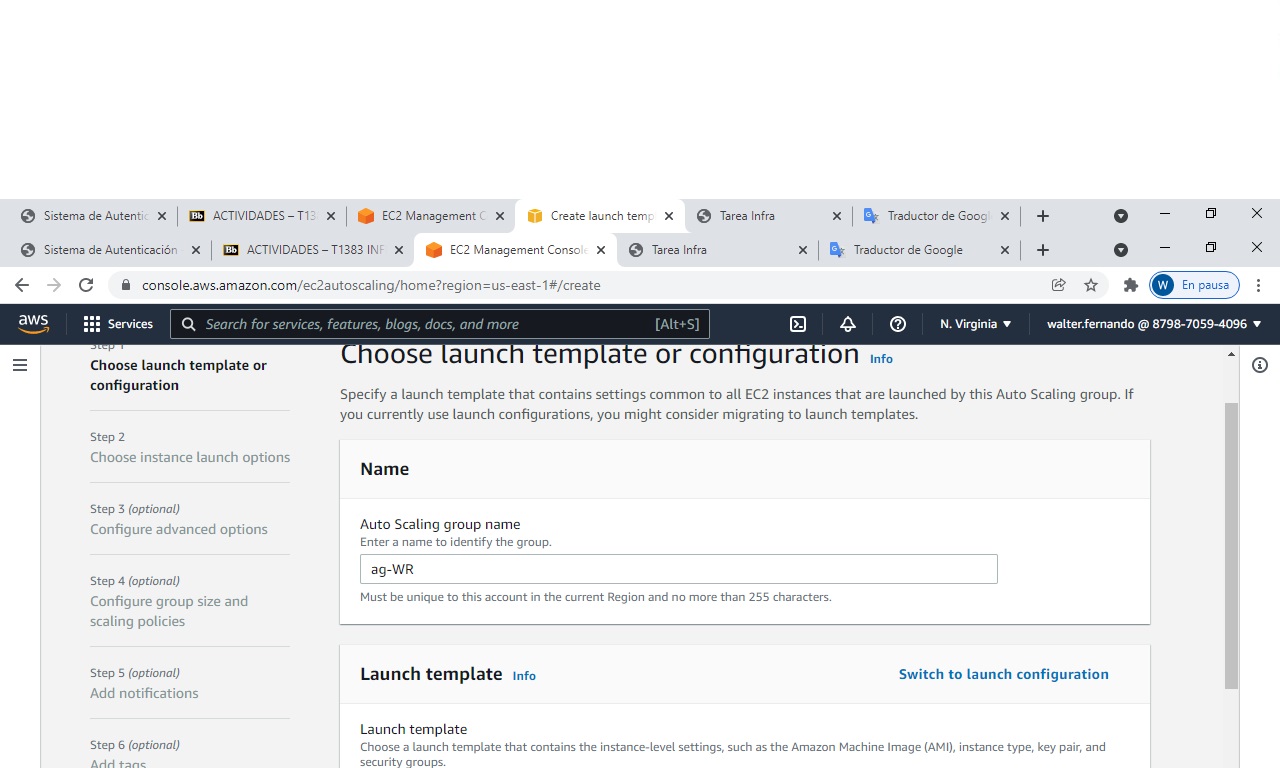 Sistema de Autentic
ACTIVIDADES – T13
EC2 Management C
Create launch temp
Tarea Infra
Traductor de Googl
Sistema de Autenticación
ACTIVIDADES – T1383 INF
EC2 Management Console
Tarea Infra
Traductor de Google
console.aws.amazon.com/ec2autoscaling/home?region=us-east-1#/create
W En pausa
aws
Services
Search for services, features, blogs, docs, and more
[Alt+S]
N. Virginia
walter.fernando @ 8798-7059-4096
Step 1
Choose launch template or
configuration
Step 2
Choose instance launch options
Step 3 (optional)
Configure advanced options
Step 4 (optional)
Configure group size and
scaling policies
Step 5 (optional)
Add notifications
Step 6 (optional)
Add tags
Choose launch template or configuration Info
Specify a launch template that contains settings common to all EC2 instances that are launched by this Auto Scaling group. If
you currently use launch configurations, you might consider migrating to launch templates.
Name
Auto Scaling group name
Enter a name to identify the group.
ag-WR
Must be unique to this account in the current Region and no more than 255 characters.
Launch template Info
Switch to launch configuration
Launch template
Choose a launch template that contains the instance-level settings, such as the Amazon Machine Image (AMI), instance type, key pair, and
security groups.